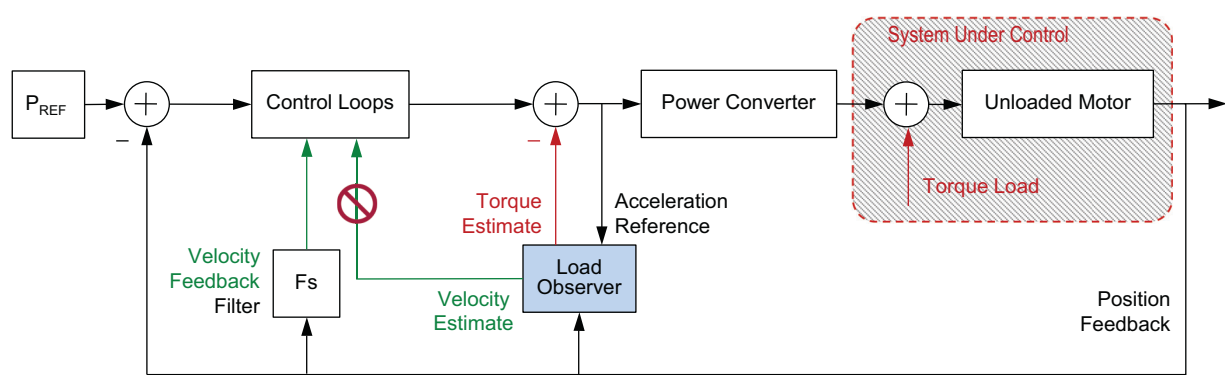 System Under Control
P_REF
+
−
Control Loops
+
−
Power Converter
+
Unloaded Motor
Torque Load
Torque
Estimate
Acceleration
Reference
Velocity
Feedback
Filter
Fs
Velocity
Estimate
Load
Observer
Position
Feedback